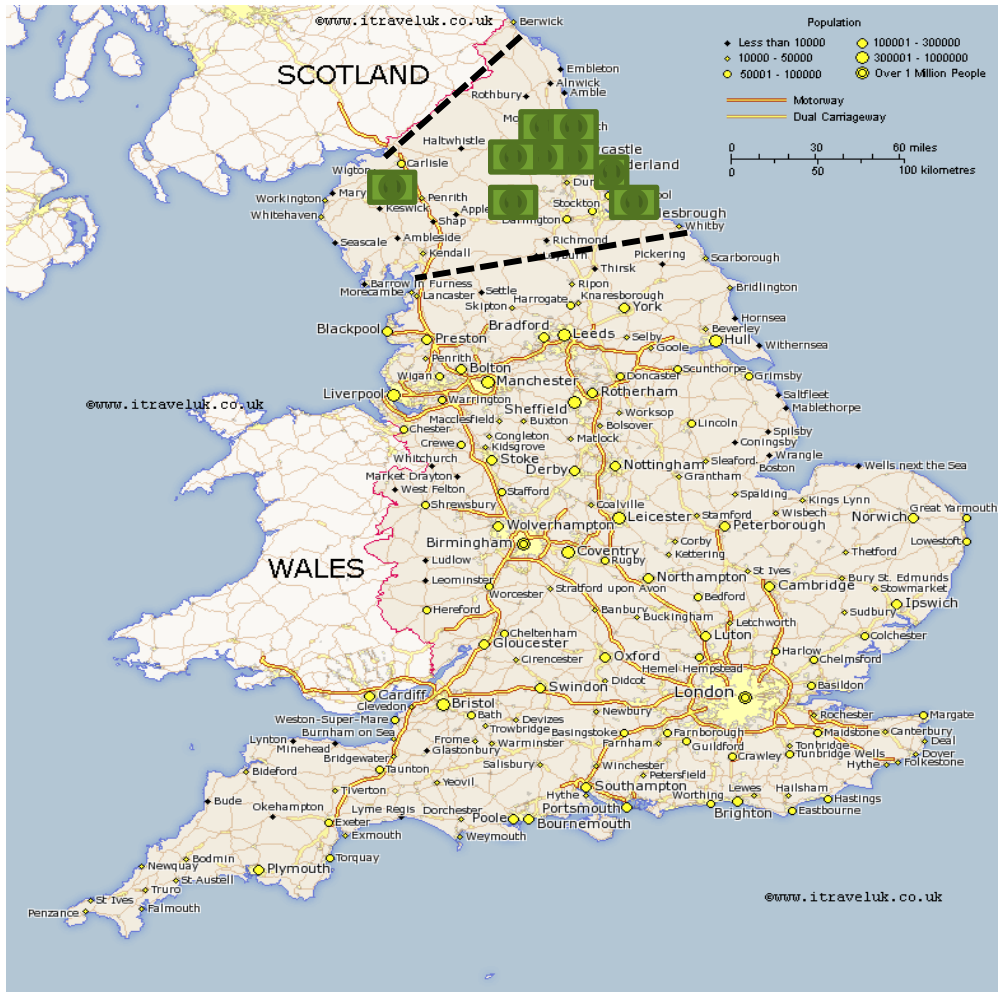 ©www.itraveluk.co.uk
Berwick
Population
Less than 10000
100001 - 300000
10000 - 50000
300001 - 1000000
50001 - 100000
Over 1 Million People
SCOTLAND
Embleton
Alnwick
Rothbury
Amble
Motorway
Dual Carriageway
Haltwhistle
60 miles
0
50
100 kilometres
0
Carlisle
Wigton
Workington
Penrith
Keswick
Stockton
Whitehaven
Shap
Whitby
Ambleside
Richmond
Seascale
Kendall
Pickering
Scarborough
Thirsk
Barrow in Furness
Morecambe
Lancaster
Settle
Ripon
Bridlington
Skipton
Harrogate
Knaresborough
York
Hornsea
Blackpool
Preston
Bradford
Leeds
Selby
Beverley
Hull
Goole
Withernsea
Penrith
Bolton
Wigan
Manchester
Doncaster
Scunthorpe
Grimsby
Liverpool
Warrington
Rotherham
Saltfleet
©www.itraveluk.co.uk
Sheffield
Mablethorpe
Macclesfield
Buxton
Worksop
Chester
Bolsover
Lincoln
Spilsby
Crewe
Congleton
Matlock
Coningsby
Kidsgrove
Whitchurch
Stoke
Wrangle
Market Drayton
Derby
Nottingham
Sleaford
Boston
Wells next the Sea
West Felton
Stafford
Grantham
Shrewsbury
Coalville
Spalding
Kings Lynn
Wolverhampton
Leicester
Stamford
Wisbech
Norwich
Great Yarmouth
Peterborough
Birmingham
Corby
Lowestoft
WALES
Ludlow
Coventry
Rugby
Kettering
Thetford
Leominster
Worcester
Stratford upon Avon
Northampton
St Ives
Cambridge
Bury St. Edmunds
Stowmarket
Hereford
Banbury
Bedford
Ipswich
Buckingham
Letchworth
Sudbury
Cheltenham
Luton
Colchester
Gloucester
Cirencester
Oxford
Hemel Hempstead
Harlow
Chelmsford
Didcot
Cardiff
Swindon
London
Basildon
Clevedon
Bristol
Newbury
Rochester
Margate
Weston-Super-Mare
Bath
Devizes
Burnham on Sea
Trowbridge
Basingstoke
Farnborough
Maidstone
Canterbury
Lynton
Frome
Warminster
Farnham
Guildford
Tonbridge
Deal
Minehead
Glastonbury
Crawley
Tunbridge Wells
Dover
Bridgewater
Salisbury
Winchester
Hythe
Folkestone
Bideford
Taunton
Petersfield
Yeovil
Southampton
Tiverton
Hythe
Worthing
Lewes
Hailsham
Bude
Okehampton
Lyme Regis
Dorchester
Portsmouth
Brighton
Hastings
Eastbourne
Exeter
Poole
Bournemouth
Exmouth
Weymouth
Bodmin
Torquay
Newquay
Plymouth
St Austell
Truro
St Ives
Penzance
Falmouth
©www.itraveluk.co.uk